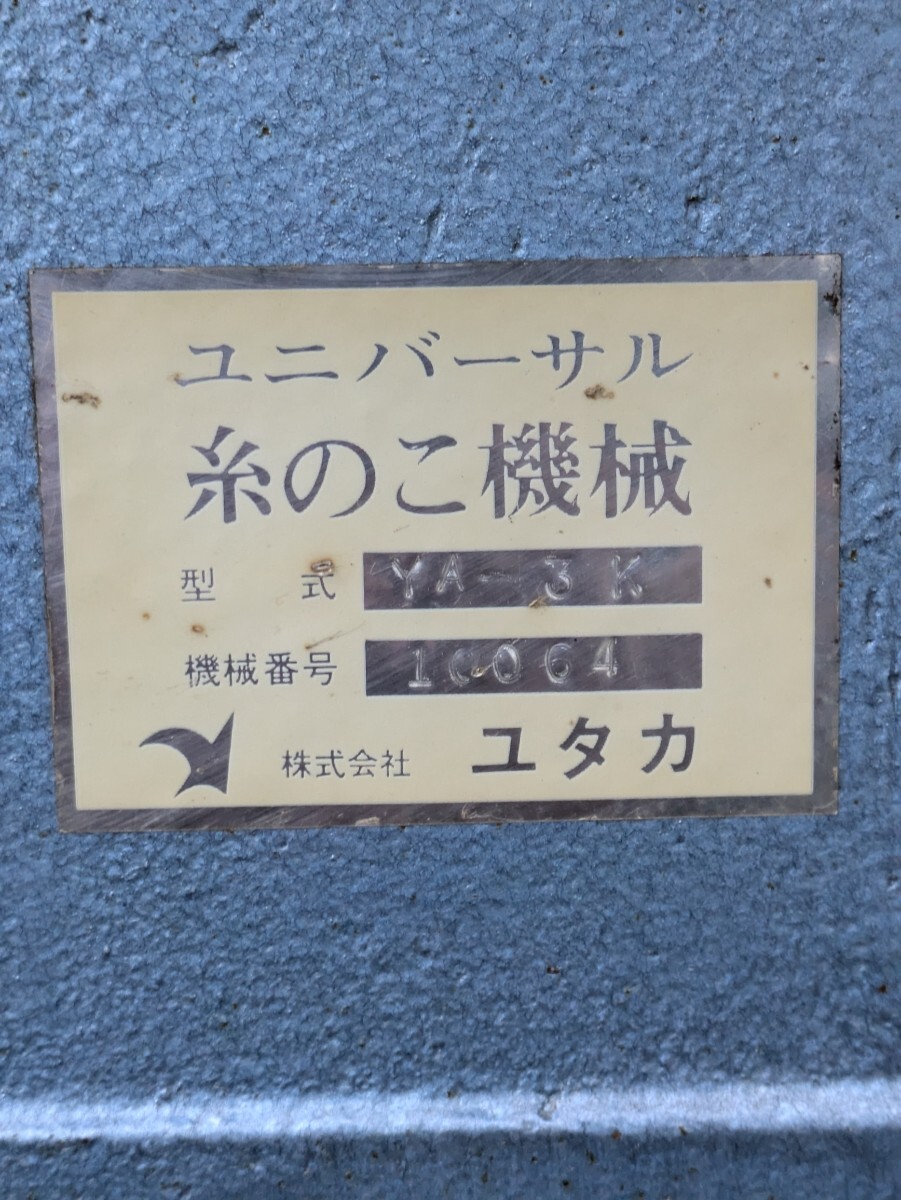 ユニバーサル
糸のこ機械
型 式 YA-3K
機械番号 10064
株式会社 ユタカ